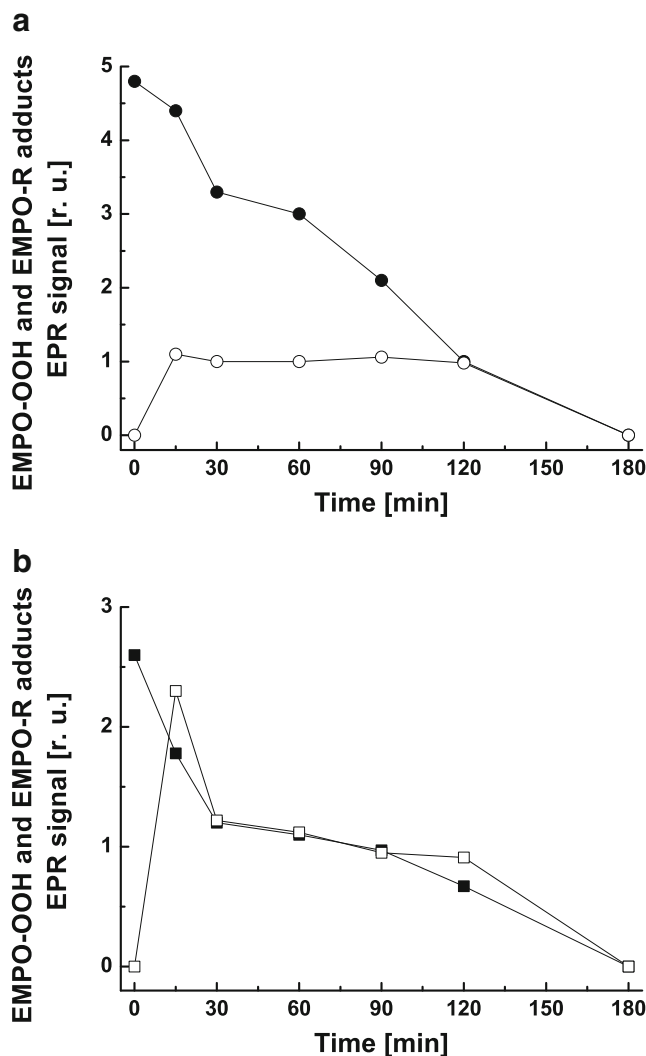 a
EMPO-OOH and EMPO-R adducts
EPR signal [r. u.]
5
4
3
2
1
0
0 30 60 90 120 150 180
Time [min]
b
EMPO-OOH and EMPO-R adducts
EPR signal [r. u.]
3
2
1
0
0 30 60 90 120 150 180
Time [min]